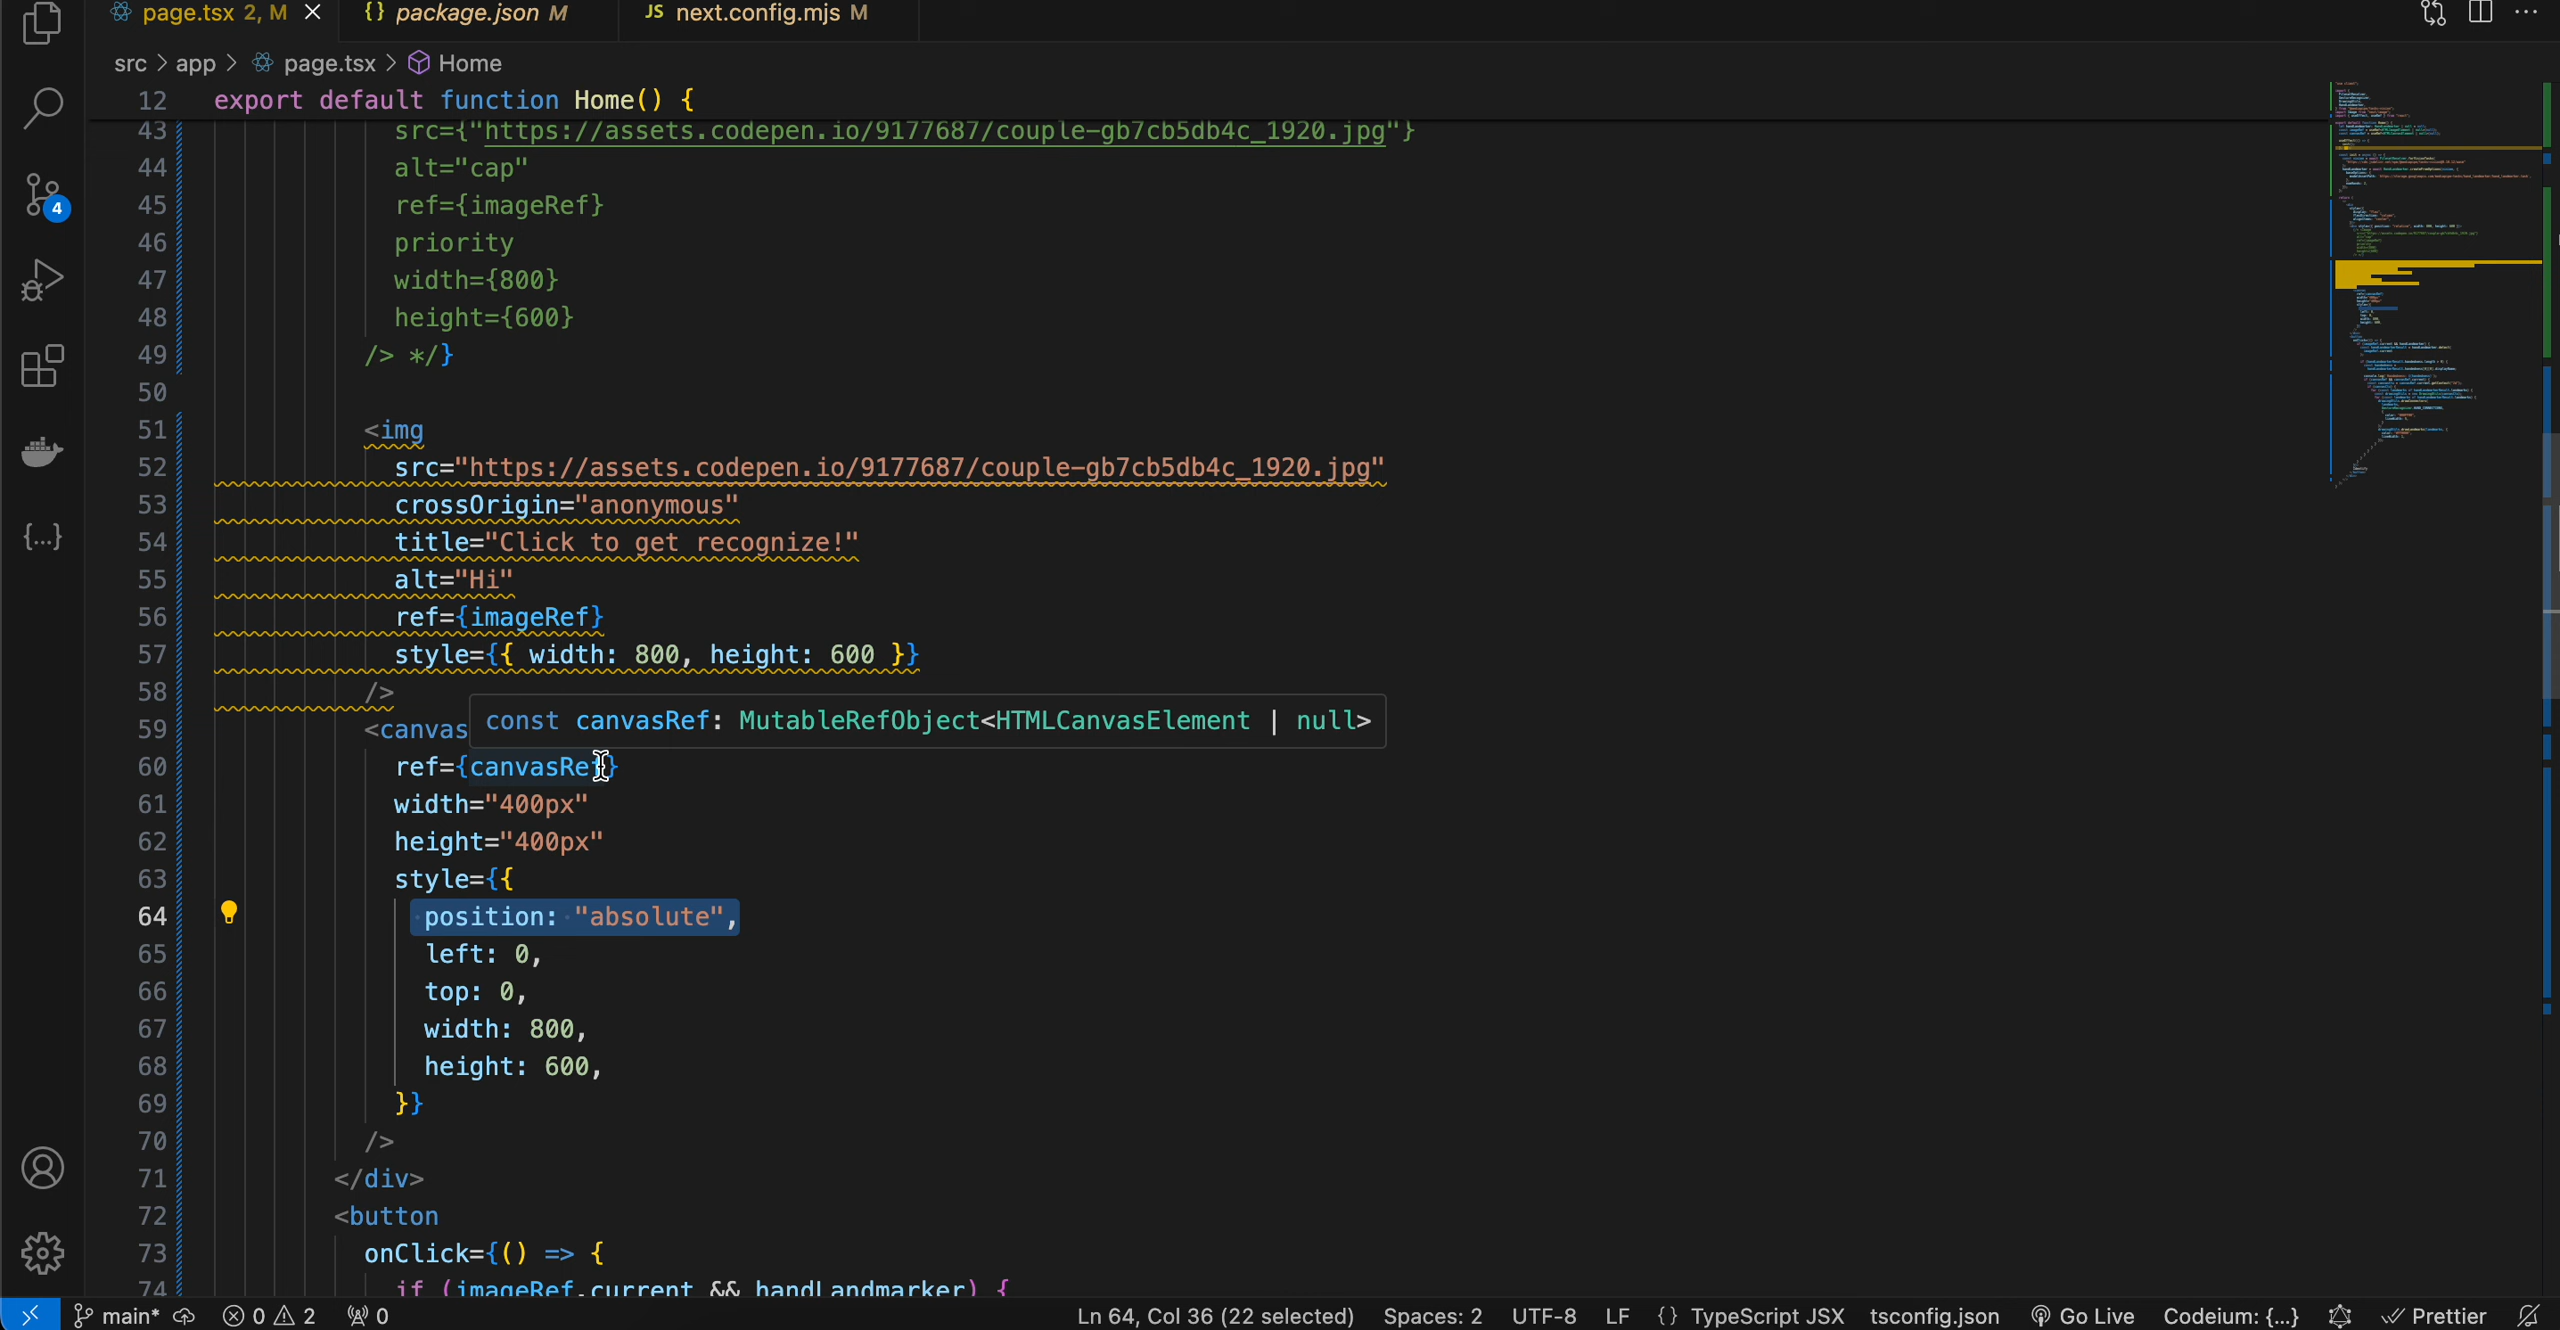 page.tsx 2, M
{} package.json M
JS next.config.mjs M
src > app > page.tsx > Home
12 export default function Home() {
43 src={"https://assets.codepen.io/9177687/couple-gb7cb5db4c_1920.jpg"}
44 alt="cap"
45 ref={imageRef}
46 priority
47 width={800}
48 height={600}
49 /> */}
50
51 <img
52 src="https://assets.codepen.io/9177687/couple-gb7cb5db4c_1920.jpg"
53 crossOrigin="anonymous"
54 title="Click to get recognize!"
55 alt="Hi"
56 ref={imageRef}
57 style={{ width: 800, height: 600 }}
58 />
const canvasRef: MutableRefObject<HTMLCanvasElement | null>
59 <canvas
60 ref={canvasRef}
61 width="400px"
62 height="400px"
63 style={{
64 position: "absolute",
65 left: 0,
66 top: 0,
67 width: 800,
68 height: 600,
69 }}
70 />
71 </div>
72 <button
73 onClick={() => {
74 if (imageRef.current && handLandmarker) {
4
{...}
main* 0 2 0 Ln 64, Col 36 (22 selected) Spaces: 2 UTF-8 LF {} TypeScript JSX tsconfig.json Go Live Codeium: {...} Prettier